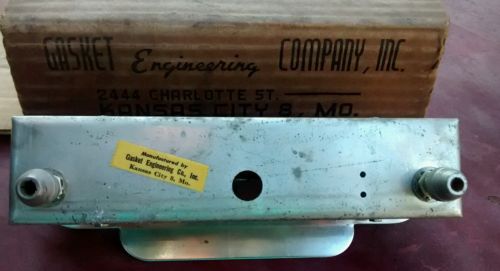 GASKET Engineering COMPANY, INC.
2444 CHARLOTTE ST.
KANSAS CITY 8, MO.
Manufactured by
Gasket Engineering Co., Inc.
Kansas City 8, Mo.